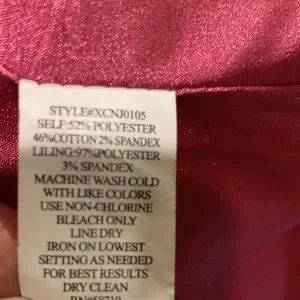 STYLE#XCNJ0105
SELF:52% POLYESTER
46%COTTON 2% SPANDEX
LILING:97%POLYESTER
3% SPANDEX
MACHINE WASH COLD
WITH LIKE COLORS
USE NON-CHLORINE
BLEACH ONLY
LINE DRY
IRON ON LOWEST
SETTING AS NEEDED
FOR BEST RESULTS
DRY CLEAN
RN#58710